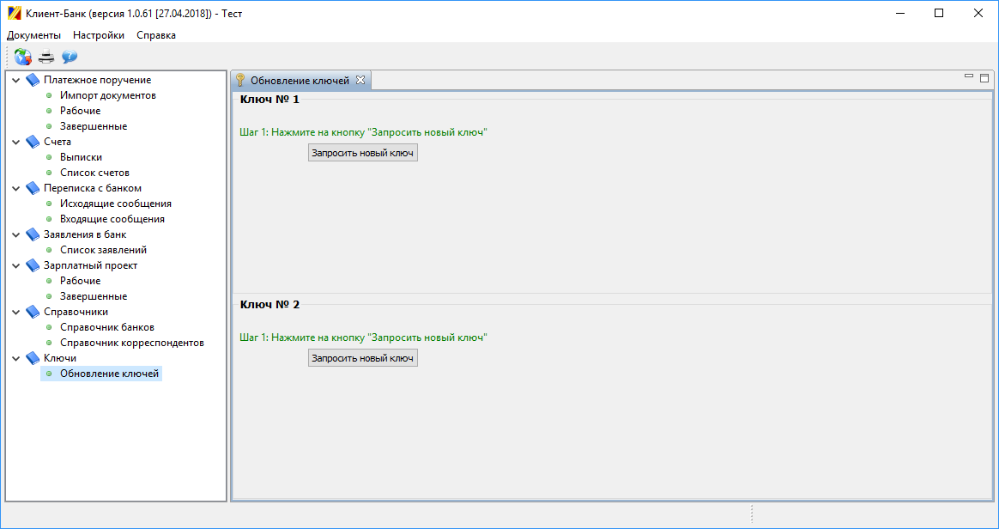 Клиент-Банк (версия 1.0.61 [27.04.2018]) - Тест
Документы Настройки Справка
Платежное поручение
Импорт документов
Рабочие
Завершенные
Счета
Выписки
Список счетов
Переписка с банком
Исходящие сообщения
Входящие сообщения
Заявления в банк
Список заявлений
Зарплатный проект
Рабочие
Завершенные
Справочники
Справочник банков
Справочник корреспондентов
Ключи
Обновление ключей
Обновление ключей
Ключ № 1
Шаг 1: Нажмите на кнопку "Запросить новый ключ"
Запросить новый ключ
Ключ № 2
Шаг 1: Нажмите на кнопку "Запросить новый ключ"
Запросить новый ключ